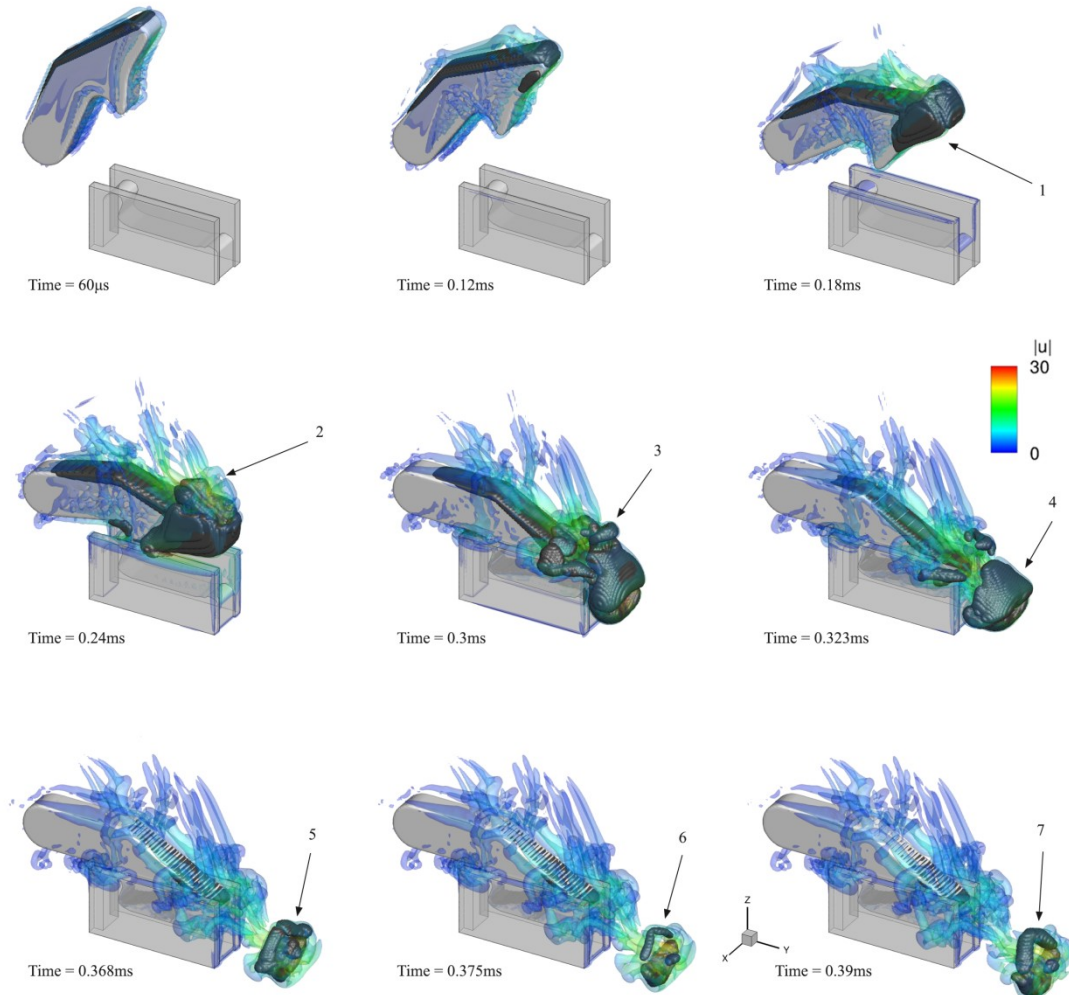 Time = 60μs
Time = 0.12ms
1
Time = 0.18ms
2
Time = 0.24ms
3
Time = 0.3ms
|u|
30
0
4
Time = 0.323ms
5
Time = 0.368ms
6
Time = 0.375ms
7
Z
X
Y
Time = 0.39ms